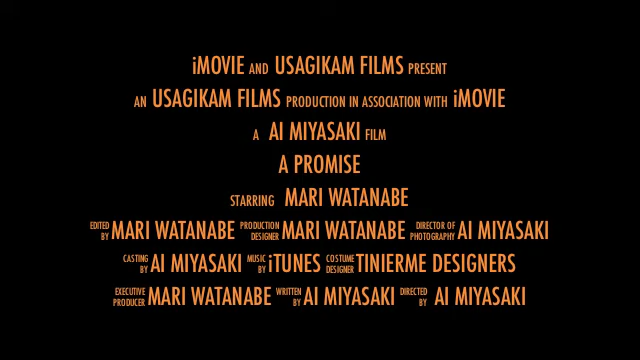 iMOVIE AND USAGIKAM FILMS PRESENT
AN USAGIKAM FILMS PRODUCTION IN ASSOCIATION WITH iMOVIE
A AI MIYASAKI FILM
A PROMISE
STARRING MARI WATANABE
EDITED BY MARI WATANABE PRODUCTION DESIGNER MARI WATANABE DIRECTOR OF PHOTOGRAPHY AI MIYASAKI
CASTING BY AI MIYASAKI MUSIC BY iTUNES COSTUME DESIGNER TINIERME DESIGNERS
EXECUTIVE PRODUCER MARI WATANABE WRITTEN BY AI MIYASAKI DIRECTED BY AI MIYASAKI